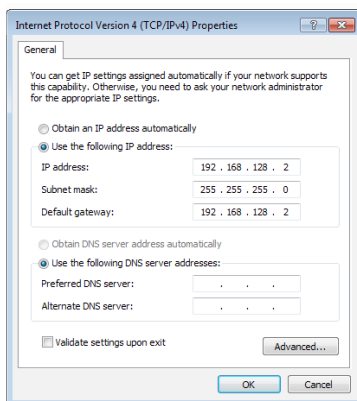 Internet Protocol Version 4 (TCP/IPv4) Properties
General
You can get IP settings assigned automatically if your network supports
this capability. Otherwise, you need to ask your network administrator
for the appropriate IP settings.
Obtain an IP address automatically
Use the following IP address:
IP address: 192 . 168 . 128 . 2
Subnet mask: 255 . 255 . 255 . 0
Default gateway: 192 . 168 . 128 . 2
Obtain DNS server address automatically
Use the following DNS server addresses:
Preferred DNS server: . . .
Alternate DNS server: . . .
Validate settings upon exit
Advanced...
OK Cancel